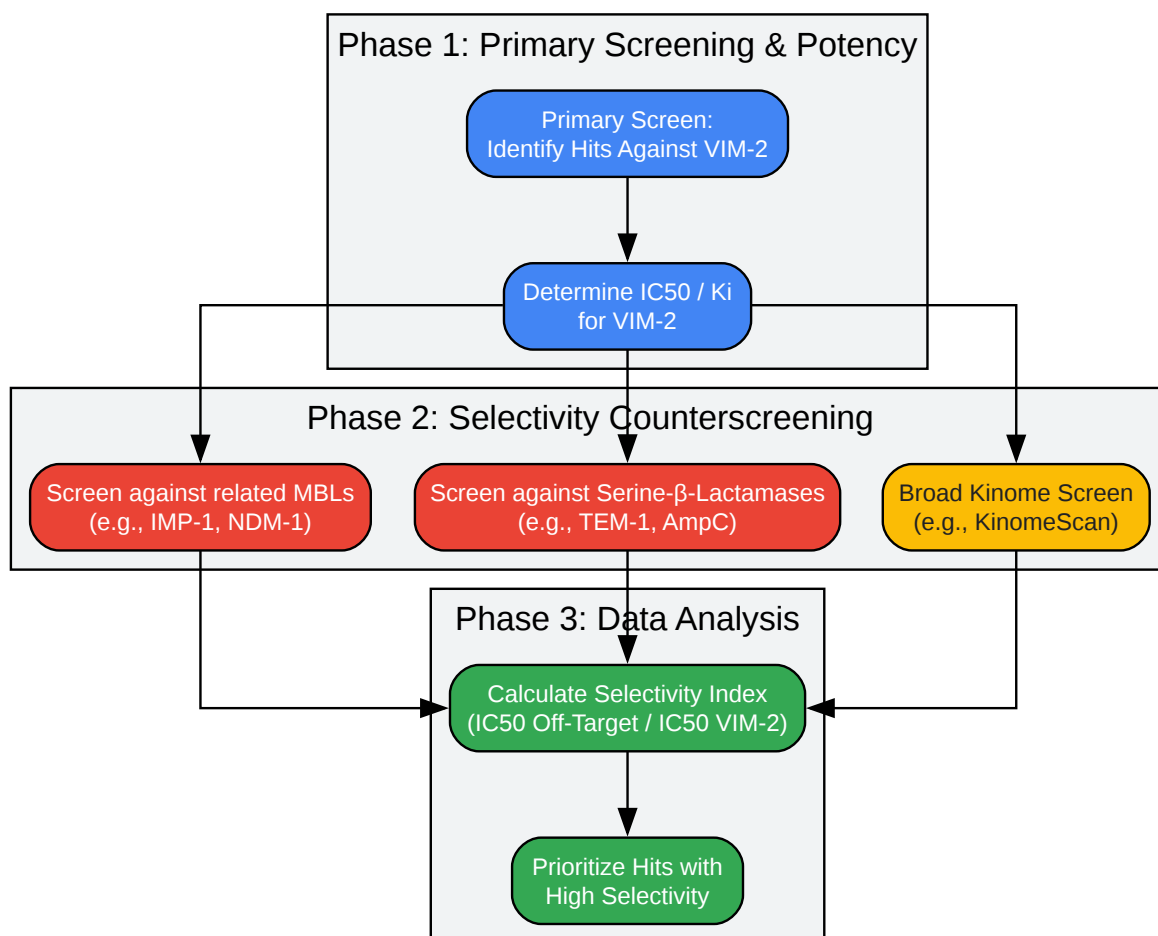 Phase 1: Primary Screening & Potency
Primary Screen:
Identify Hits Against VIM-2
Determine IC50 / Ki
for VIM-2
Phase 2: Selectivity Counterscreening
Screen against related MBLs
(e.g., IMP-1, NDM-1)
Screen against Serine-β-Lactamases
(e.g., TEM-1, AmpC)
Broad Kinome Screen
(e.g., KinomeScan)
Phase 3: Data Analysis
Calculate Selectivity Index
(IC50 Off-Target / IC50 VIM-2)
Prioritize Hits with
High Selectivity